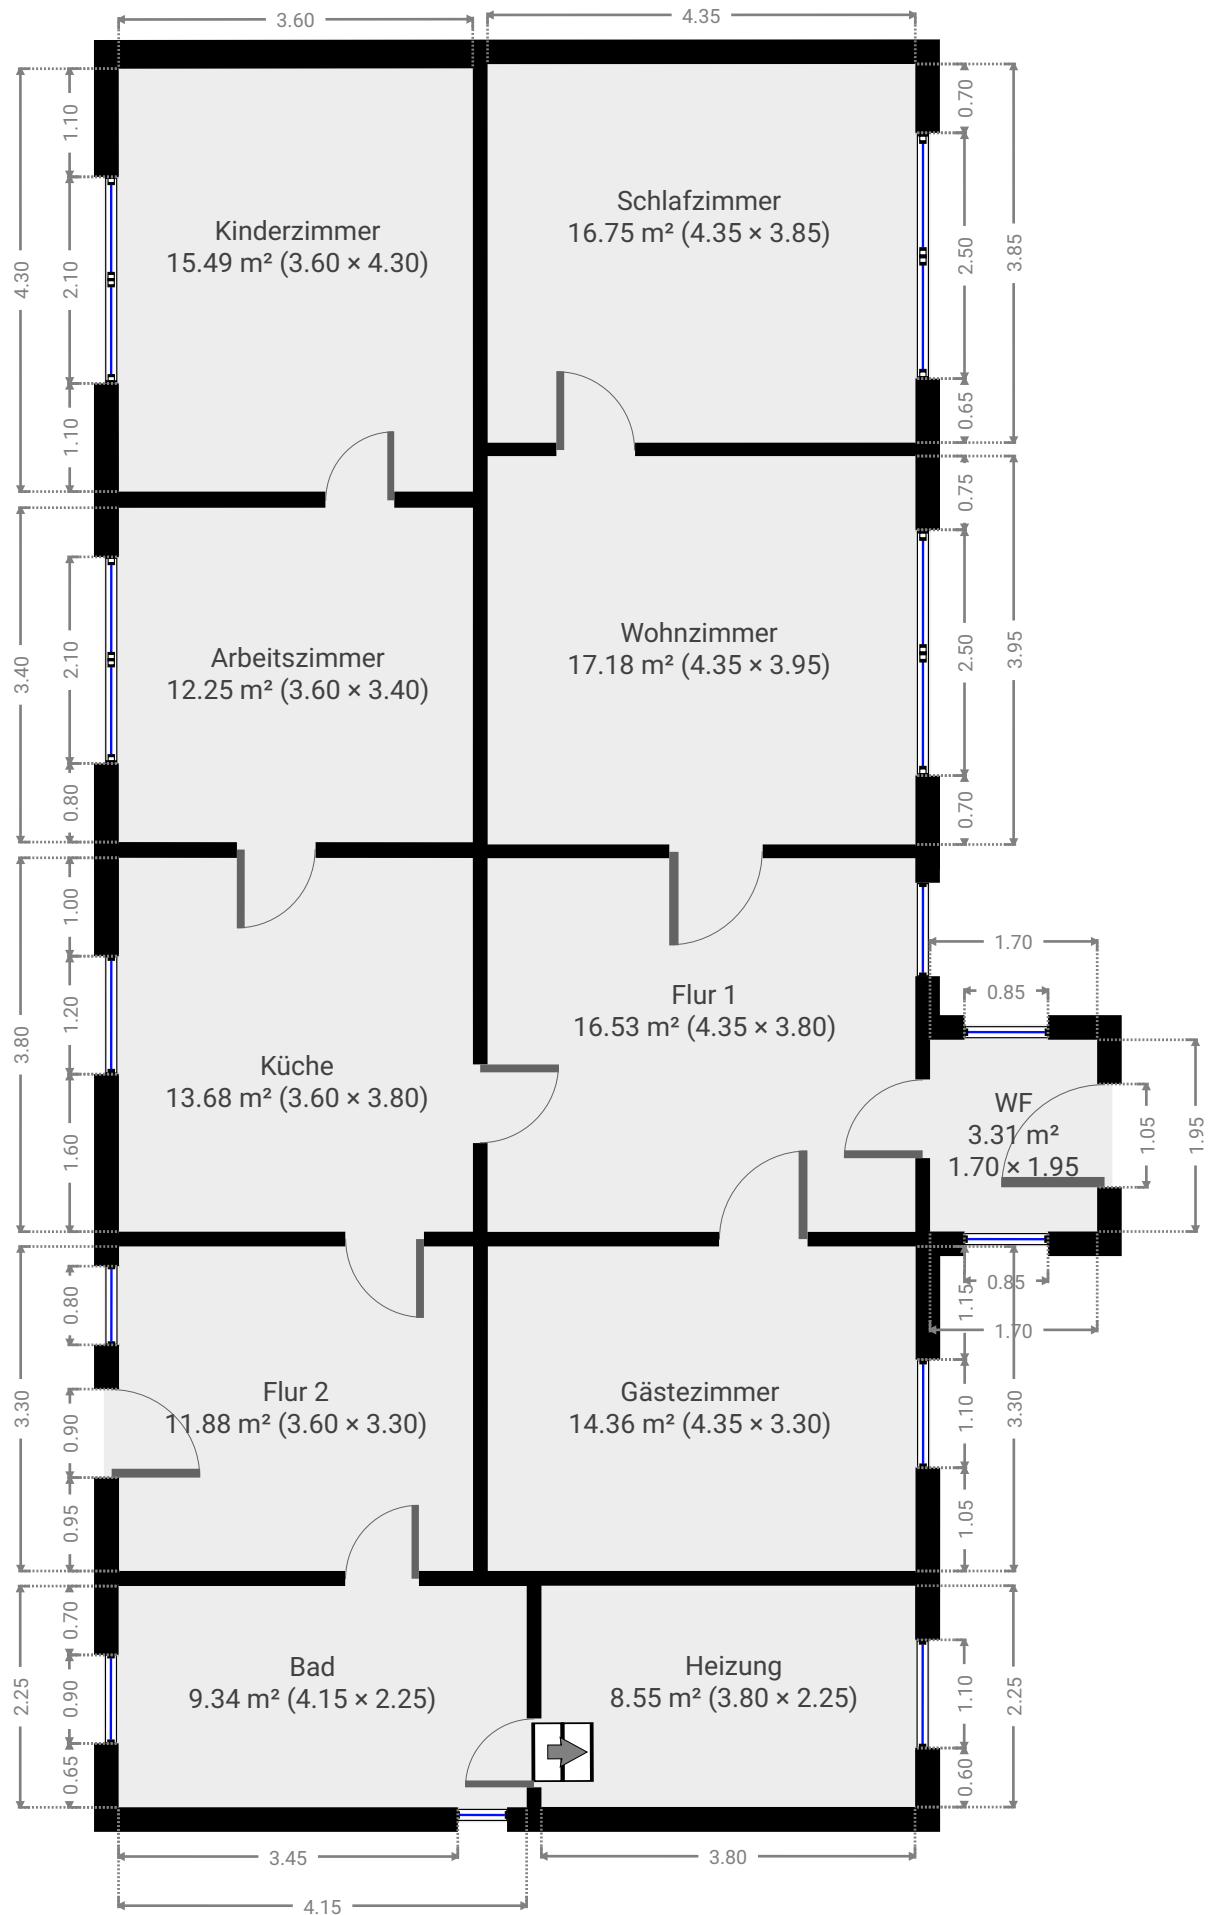 3.60
4.35
1.10
2.10
1.10
4.30
Kinderzimmer
15.49 m² (3.60 × 4.30)
Schlafzimmer
16.75 m² (4.35 × 3.85)
0.70
2.50
0.65
3.85
3.40
2.10
0.80
Arbeitszimmer
12.25 m² (3.60 × 3.40)
Wohnzimmer
17.18 m² (4.35 × 3.95)
0.75
2.50
0.70
3.95
3.80
1.00
1.20
1.60
Küche
13.68 m² (3.60 × 3.80)
Flur 1
16.53 m² (4.35 × 3.80)
1.70
0.85
WF
3.31 m²
1.70 × 1.95
1.05
1.95
0.85
1.70
3.30
0.80
0.90
0.95
Flur 2
11.88 m² (3.60 × 3.30)
Gästezimmer
14.36 m² (4.35 × 3.30)
1.15
1.10
1.05
3.30
2.25
0.70
0.90
0.65
Bad
9.34 m² (4.15 × 2.25)
Heizung
8.55 m² (3.80 × 2.25)
1.10
0.60
2.25
3.45
3.80
4.15